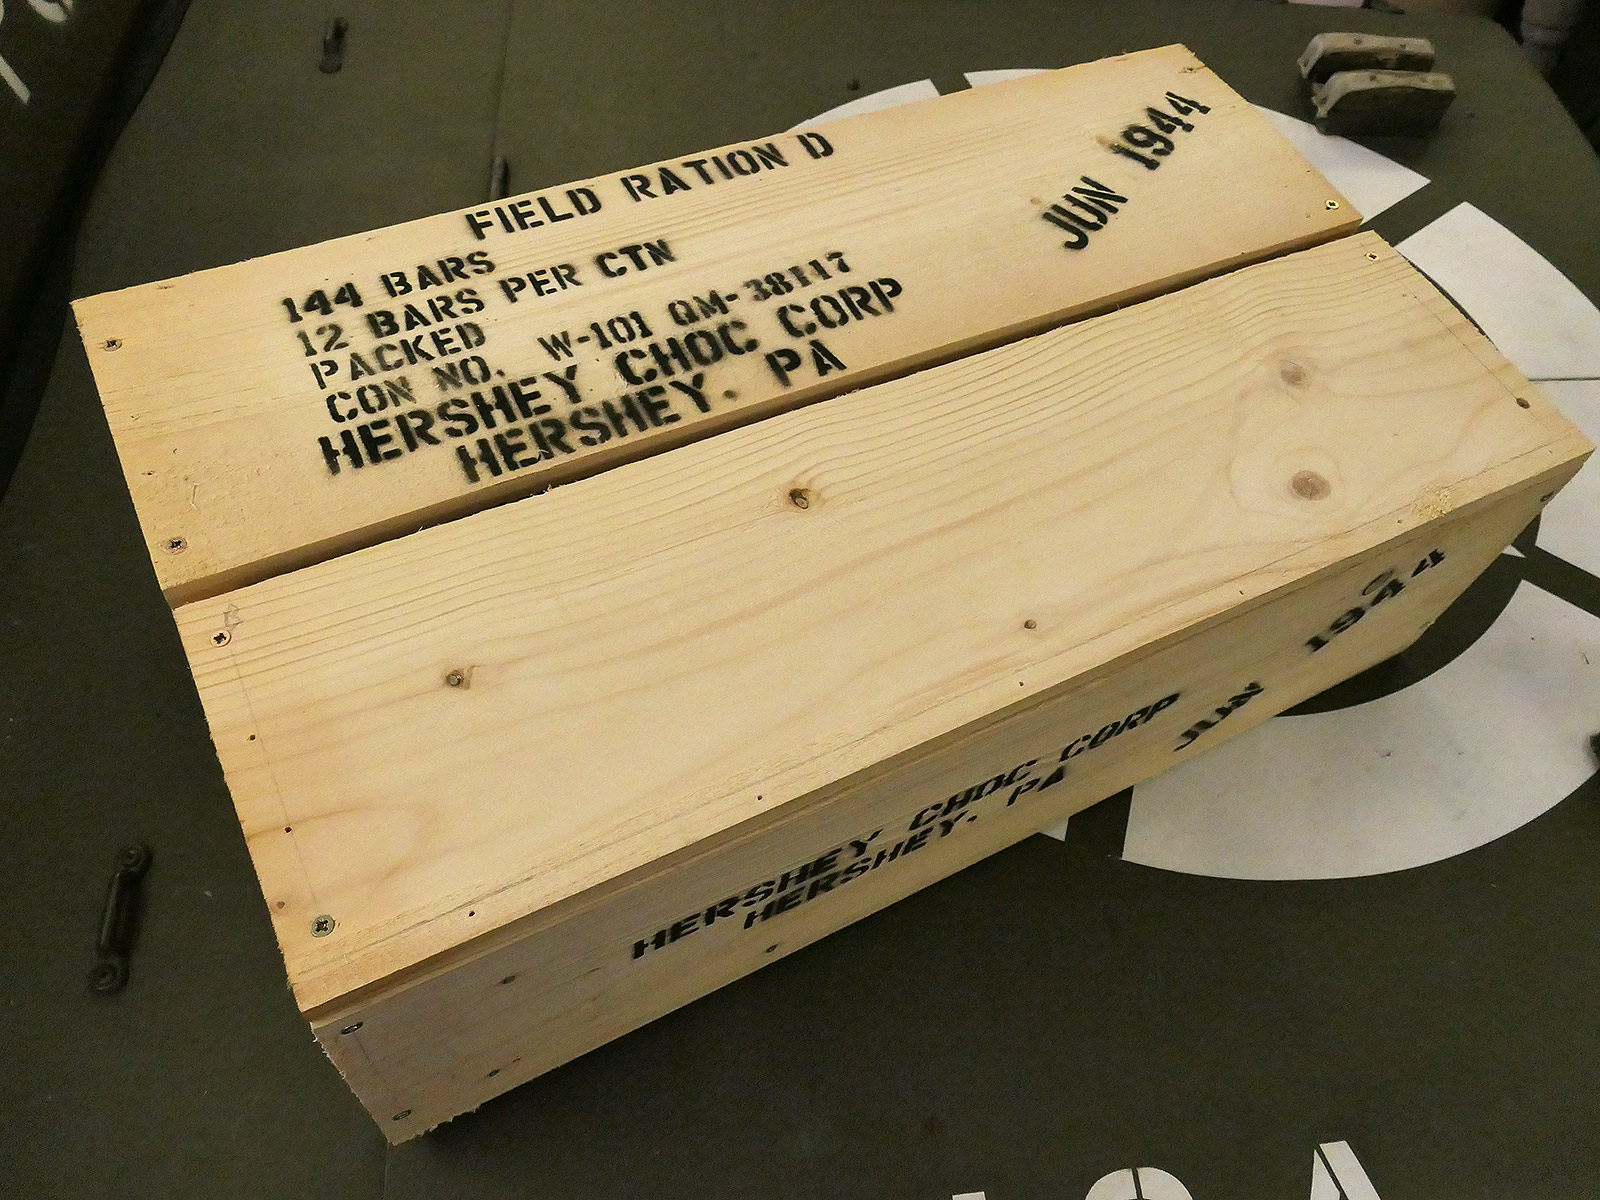 FIELD RATION D
144 BARS
12 BARS PER CTN
PACKED
CON NO. W-101 QM-38117
HERSHEY CHOC CORP
HERSHEY, PA
JUN 1944
HERSHEY CHOC CORP
HERSHEY, PA
JUN 1944